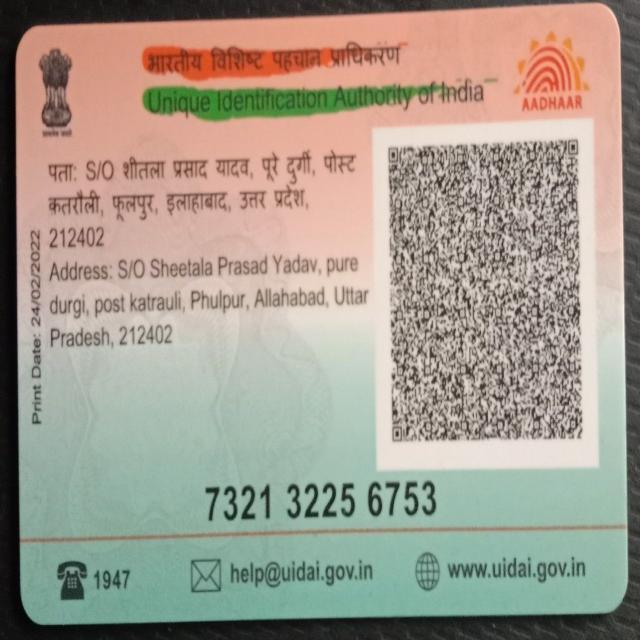 भारतीय विशिष्ट पहचान प्राधिकरण
Unique Identification Authority of India
AADHAAR
सत्यमेव जयते
पता: S/O शीतला प्रसाद यादव, पूरे दुर्गी, पोस्ट
कतरौली, फूलपुर, इलाहाबाद, उत्तर प्रदेश,
212402
Address: S/O Sheetala Prasad Yadav, pure
durgi, post katrauli, Phulpur, Allahabad, Uttar
Pradesh, 212402
Print Date: 24/02/2022
7321 3225 6753
1947
help@uidai.gov.in
www.uidai.gov.in